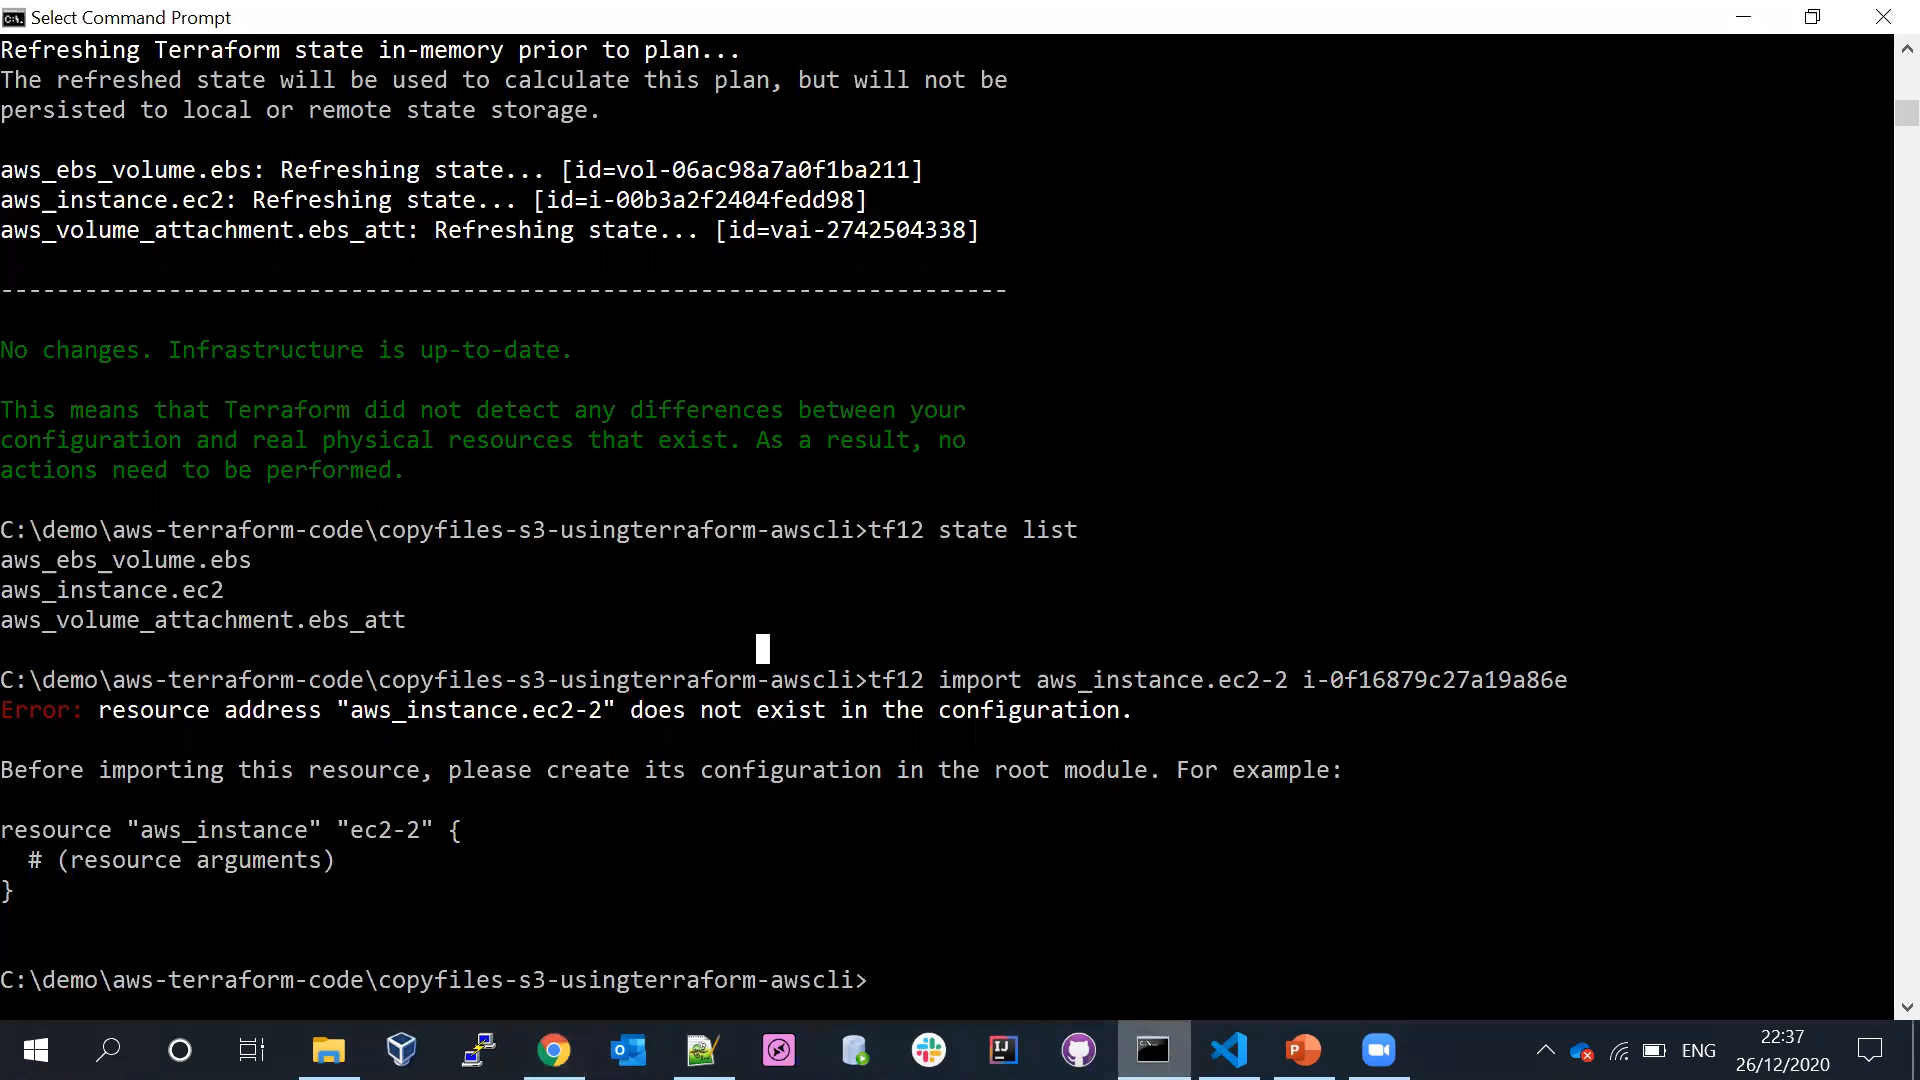 Select Command Prompt
Refreshing Terraform state in-memory prior to plan...
The refreshed state will be used to calculate this plan, but will not be
persisted to local or remote state storage.
aws_ebs_volume.ebs: Refreshing state... [id=vol-06ac98a7a0f1ba211]
aws_instance.ec2: Refreshing state... [id=i-00b3a2f2404fedd98]
aws_volume_attachment.ebs_att: Refreshing state... [id=vai-2742504338]
------------------------------------------------------------------------
No changes. Infrastructure is up-to-date.
This means that Terraform did not detect any differences between your
configuration and real physical resources that exist. As a result, no
actions need to be performed.
C:\demo\aws-terraform-code\copyfiles-s3-usingterraform-awscli>tf12 state list
aws_ebs_volume.ebs
aws_instance.ec2
aws_volume_attachment.ebs_att
C:\demo\aws-terraform-code\copyfiles-s3-usingterraform-awscli>tf12 import aws_instance.ec2-2 i-0f16879c27a19a86e
Error: resource address "aws_instance.ec2-2" does not exist in the configuration.
Before importing this resource, please create its configuration in the root module. For example:
resource "aws_instance" "ec2-2" {
  # (resource arguments)
}
C:\demo\aws-terraform-code\copyfiles-s3-usingterraform-awscli>
ENG
22:37
26/12/2020